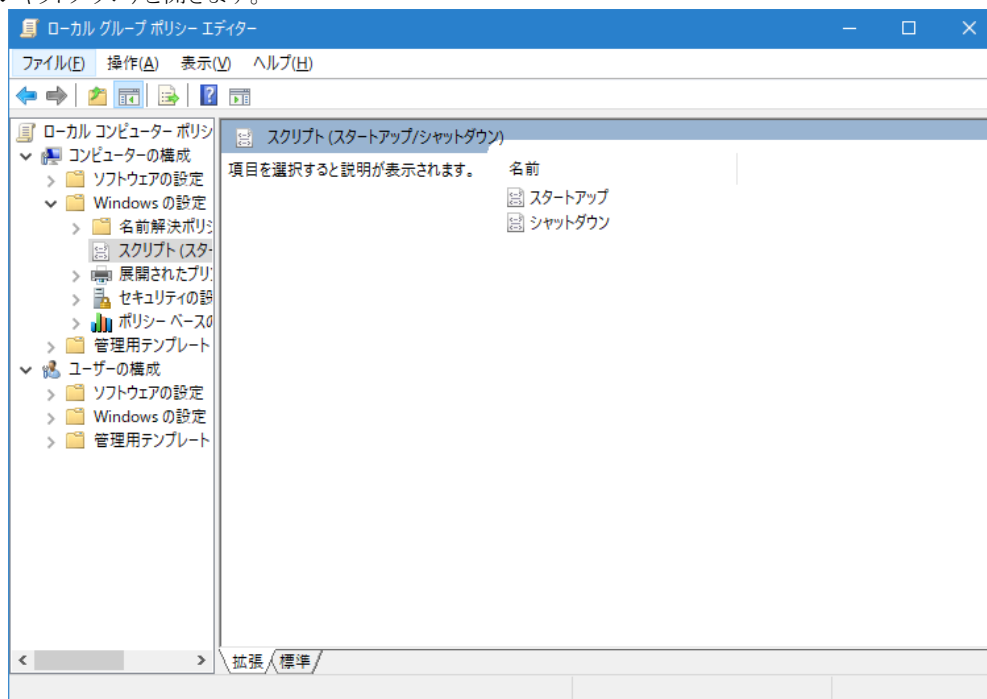 ローカル グループ ポリシー エディター
ファイル(F) 操作(A) 表示(V) ヘルプ(H)
ローカル コンピューター ポリシ
コンピューターの構成
ソフトウェアの設定
Windows の設定
名前解決ポリシ
スクリプト (スター
展開されたプリ
セキュリティの設
ポリシー ベースの
管理用テンプレート
ユーザーの構成
ソフトウェアの設定
Windows の設定
管理用テンプレート
スクリプト (スタートアップ/シャットダウン)
項目を選択すると説明が表示されます。
名前
スタートアップ
シャットダウン
拡張 標準